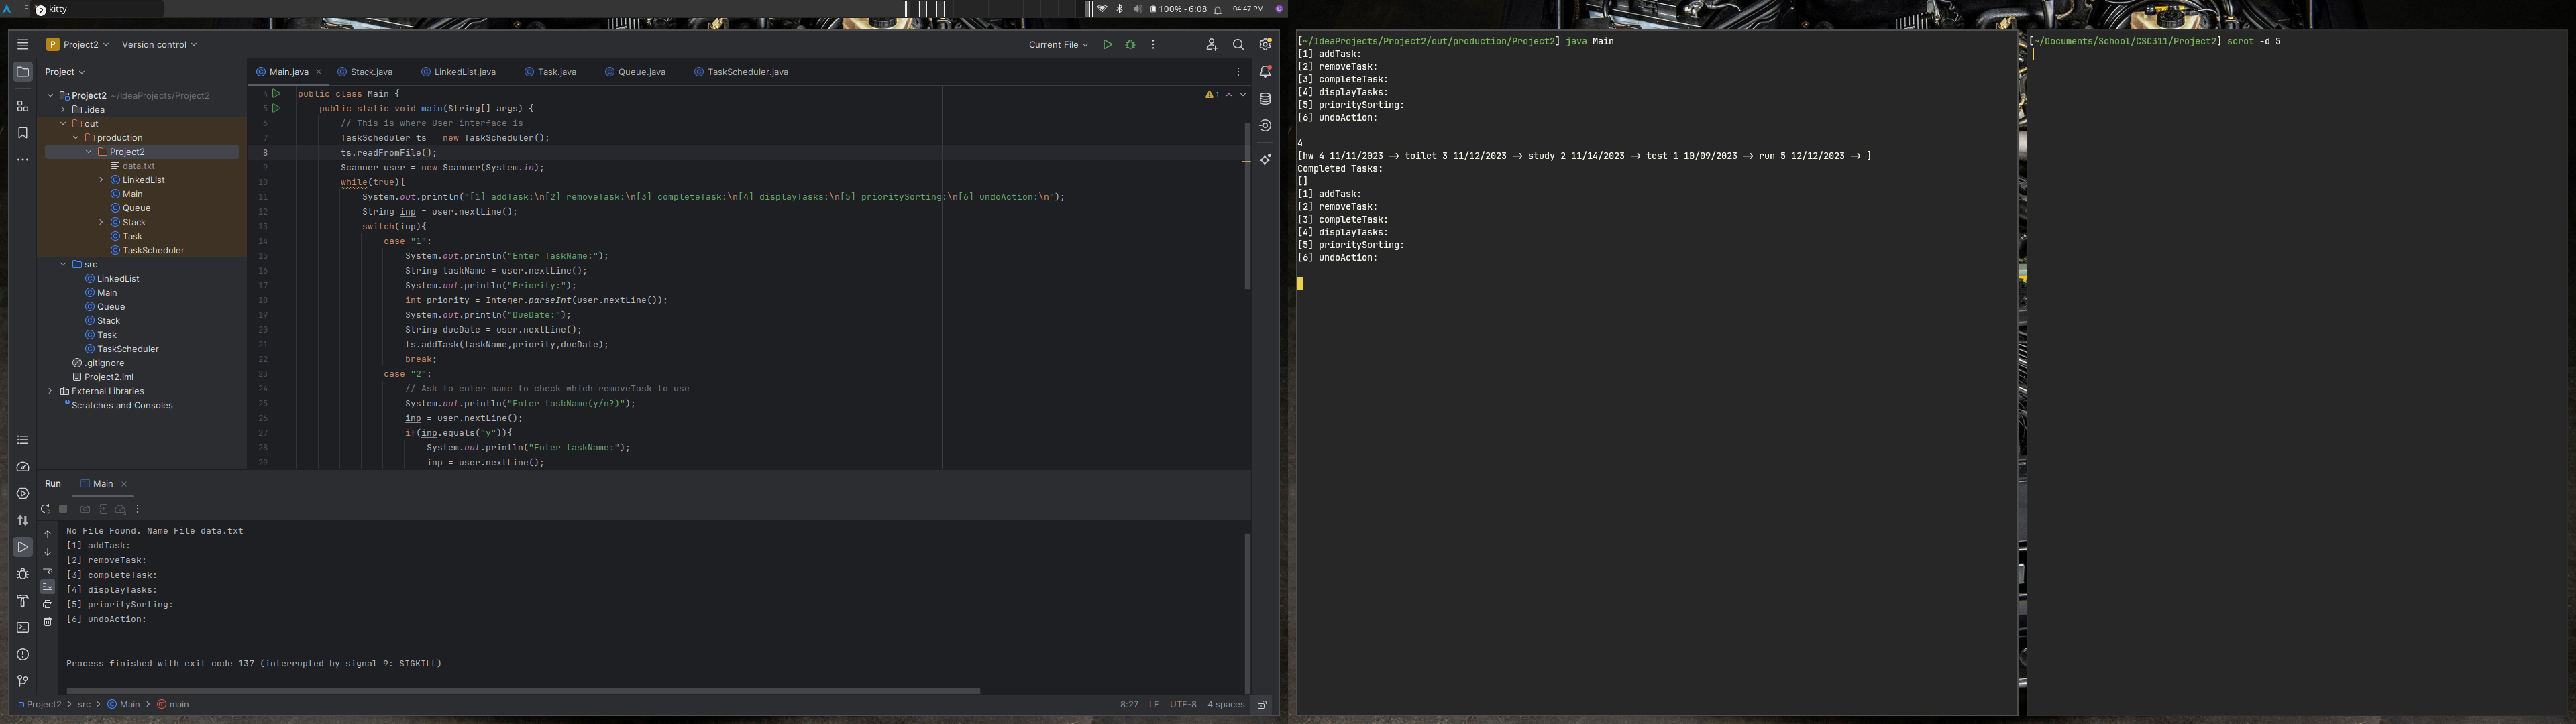 2 kitty
100% - 6:08
04:47 PM
P Project2
Version control
Current File
Project
Main.java
Stack.java
LinkedList.java
Task.java
Queue.java
TaskScheduler.java
Project2 ~/IdeaProjects/Project2
.idea
out
production
Project2
data.txt
LinkedList
Main
Queue
Stack
Task
TaskScheduler
src
LinkedList
Main
Queue
Stack
Task
TaskScheduler
.gitignore
Project2.iml
External Libraries
Scratches and Consoles
1
4 public class Main {
5 public static void main(String[] args) {
6 // This is where User interface is
7 TaskScheduler ts = new TaskScheduler();
8 ts.readFromFile();
9 Scanner user = new Scanner(System.in);
10 while(true){
11 System.out.println("[1] addTask:\n[2] removeTask:\n[3] completeTask:\n[4] displayTasks:\n[5] prioritySorting:\n[6] undoAction:\n");
12 String inp = user.nextLine();
13 switch(inp){
14 case "1":
15 System.out.println("Enter TaskName:");
16 String taskName = user.nextLine();
17 System.out.println("Priority:");
18 int priority = Integer.parseInt(user.nextLine());
19 System.out.println("DueDate:");
20 String dueDate = user.nextLine();
21 ts.addTask(taskName,priority,dueDate);
22 break;
23 case "2":
24 // Ask to enter name to check which removeTask to use
25 System.out.println("Enter taskName(y/n?)");
26 inp = user.nextLine();
27 if(inp.equals("y")){
28 System.out.println("Enter taskName:");
29 inp = user.nextLine();
Run
Main
No File Found. Name File data.txt
[1] addTask:
[2] removeTask:
[3] completeTask:
[4] displayTasks:
[5] prioritySorting:
[6] undoAction:
Process finished with exit code 137 (interrupted by signal 9: SIGKILL)
Project2 > src > Main > main
8:27 LF UTF-8 4 spaces
[~/IdeaProjects/Project2/out/production/Project2] java Main
[1] addTask:
[2] removeTask:
[3] completeTask:
[4] displayTasks:
[5] prioritySorting:
[6] undoAction:
4
[hw 4 11/11/2023 -> toilet 3 11/12/2023 -> study 2 11/14/2023 -> test 1 10/09/2023 -> run 5 12/12/2023 -> ]
Completed Tasks:
[]
[1] addTask:
[2] removeTask:
[3] completeTask:
[4] displayTasks:
[5] prioritySorting:
[6] undoAction:
[~/Documents/School/CSC311/Project2] scrot -d 5